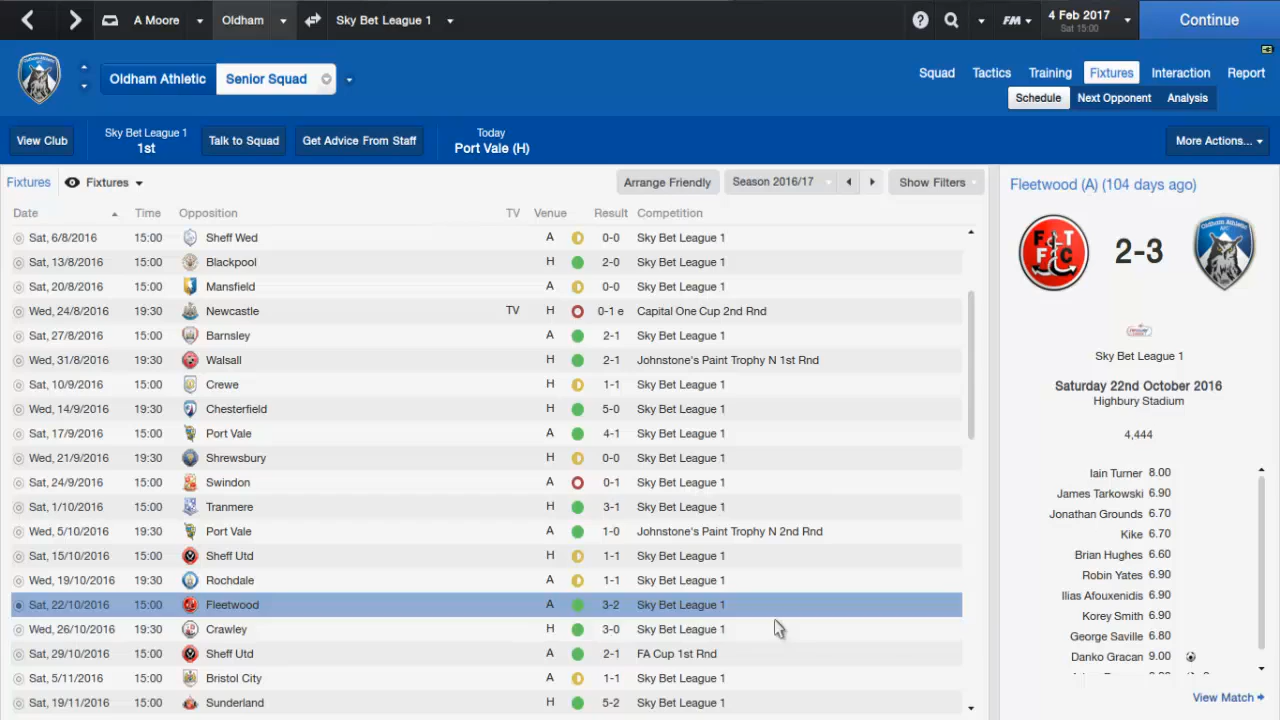 A Moore Oldham Sky Bet League 1 ? FM 4 Feb 2017 Continue
Sat 15:00
Oldham Athletic Senior Squad Squad Tactics Training Fixtures Interaction Report
Schedule Next Opponent Analysis
View Club Sky Bet League 1 Talk to Squad Get Advice From Staff Today More Actions...
1st Port Vale (H)
Fixtures Fixtures Arrange Friendly Season 2016/17 Show Filters
Date Time Opposition TV Venue Result Competition
Sat, 6/8/2016 15:00 Sheff Wed A 0-0 Sky Bet League 1
Sat, 13/8/2016 15:00 Blackpool H 2-0 Sky Bet League 1
Sat, 20/8/2016 15:00 Mansfield A 0-0 Sky Bet League 1
Wed, 24/8/2016 19:30 Newcastle TV H 0-1 e Capital One Cup 2nd Rnd
Sat, 27/8/2016 15:00 Barnsley A 2-1 Sky Bet League 1
Wed, 31/8/2016 19:30 Walsall H 2-1 Johnstone's Paint Trophy N 1st Rnd
Sat, 10/9/2016 15:00 Crewe H 1-1 Sky Bet League 1
Wed, 14/9/2016 19:30 Chesterfield H 5-0 Sky Bet League 1
Sat, 17/9/2016 15:00 Port Vale A 4-1 Sky Bet League 1
Wed, 21/9/2016 19:30 Shrewsbury H 0-0 Sky Bet League 1
Sat, 24/9/2016 15:00 Swindon A 0-1 Sky Bet League 1
Sat, 1/10/2016 15:00 Tranmere H 3-1 Sky Bet League 1
Wed, 5/10/2016 19:30 Port Vale A 1-0 Johnstone's Paint Trophy N 2nd Rnd
Sat, 15/10/2016 15:00 Sheff Utd H 1-1 Sky Bet League 1
Wed, 19/10/2016 19:30 Rochdale A 1-1 Sky Bet League 1
Sat, 22/10/2016 15:00 Fleetwood A 3-2 Sky Bet League 1
Wed, 26/10/2016 19:30 Crawley H 3-0 Sky Bet League 1
Sat, 29/10/2016 15:00 Sheff Utd A 2-1 FA Cup 1st Rnd
Sat, 5/11/2016 15:00 Bristol City A 1-1 Sky Bet League 1
Sat, 19/11/2016 15:00 Sunderland H 5-2 Sky Bet League 1
Fleetwood (A) (104 days ago)
F T T F C 2-3
Sky Bet League 1
Saturday 22nd October 2016
Highbury Stadium
4,444
Iain Turner 8.00
James Tarkowski 6.90
Jonathan Grounds 6.70
Kike 6.70
Brian Hughes 6.60
Robin Yates 6.90
Ilias Afouxenidis 6.90
Korey Smith 6.90
George Saville 6.80
Danko Gracan 9.00
View Match